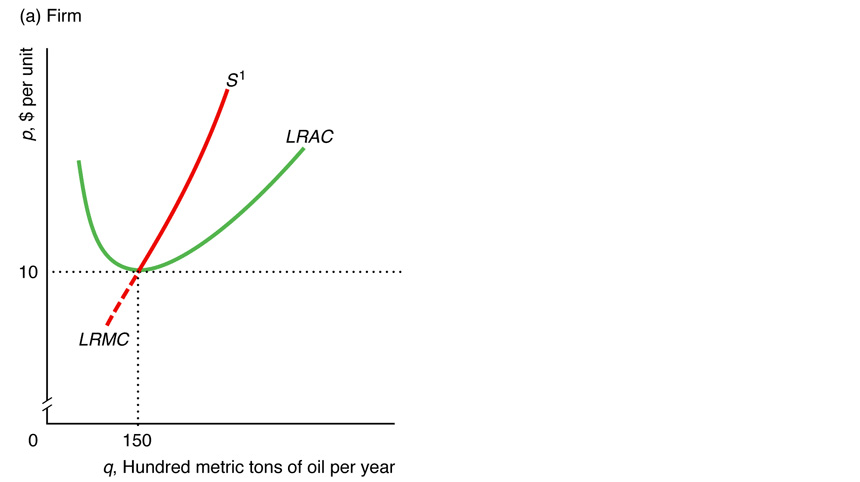 (a) Firm
p, $ per unit
S¹
LRAC
10
LRMC
0
150
q, Hundred metric tons of oil per year